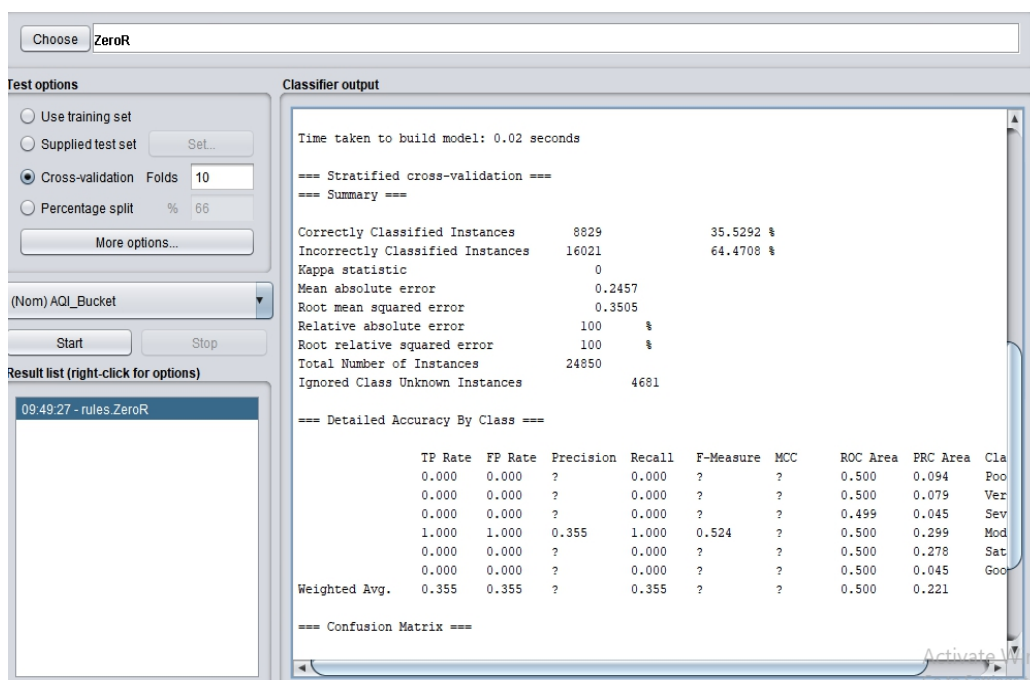 Choose ZeroR
Test options
Use training set
Supplied test set Set...
Cross-validation Folds 10
Percentage split % 66
More options...
(Nom) AQI_Bucket
Start Stop
Result list (right-click for options)
09:49:27 - rules.ZeroR
Classifier output
Time taken to build model: 0.02 seconds
=== Stratified cross-validation ===
=== Summary ===
Correctly Classified Instances 8829 35.5292 %
Incorrectly Classified Instances 16021 64.4708 %
Kappa statistic 0
Mean absolute error 0.2457
Root mean squared error 0.3505
Relative absolute error 100 %
Root relative squared error 100 %
Total Number of Instances 24850
Ignored Class Unknown Instances 4681
=== Detailed Accuracy By Class ===
TP Rate FP Rate Precision Recall F-Measure MCC ROC Area PRC Area Cla
0.000 0.000 ? 0.000 ? ? 0.500 0.094 Poo
0.000 0.000 ? 0.000 ? ? 0.500 0.079 Ver
0.000 0.000 ? 0.000 ? ? 0.499 0.045 Sev
1.000 1.000 0.355 1.000 0.524 ? 0.500 0.299 Mod
0.000 0.000 ? 0.000 ? ? 0.500 0.278 Sat
0.000 0.000 ? 0.000 ? ? 0.500 0.045 Goo
Weighted Avg. 0.355 0.355 ? 0.355 ? ? 0.500 0.221
=== Confusion Matrix ===
Activate Wi